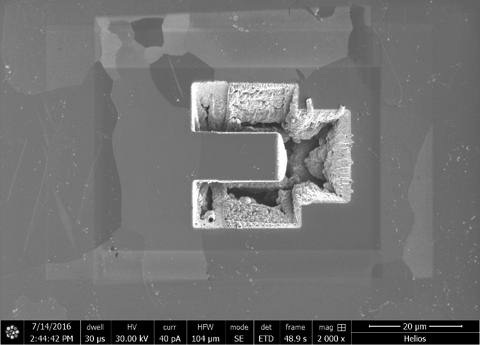 7/14/2016 dwell HV curr HFW mode det frame mag 20 µm
2:44:42 PM 30 µs 30.00 kV 40 pA 104 µm SE ETD 48.9 s 2 000 x Helios